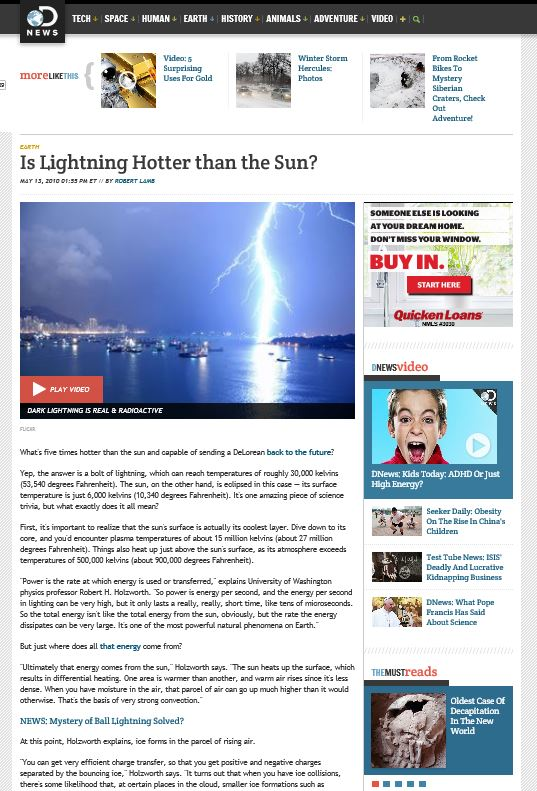 D
NEWS
TECH SPACE HUMAN EARTH HISTORY ANIMALS ADVENTURE VIDEO +
moreLIKETHIS
Video: 5
Surprising
Uses For Gold
Winter Storm
Hercules:
Photos
From Rocket
Bikes To
Mystery
Siberian
Craters, Check
Out
Adventure!
EARTH
Is Lightning Hotter than the Sun?
MAY 13, 2010 01:55 PM ET // BY ROBERT LAMB
PLAY VIDEO
DARK LIGHTNING IS REAL & RADIOACTIVE
FLICKR
What's five times hotter than the sun and capable of sending a DeLorean back to the future?
Yep, the answer is a bolt of lightning, which can reach temperatures of roughly 30,000 kelvins
(53,540 degrees Fahrenheit). The sun, on the other hand, is eclipsed in this case — its surface
temperature is just 6,000 kelvins (10,340 degrees Fahrenheit). It's one amazing piece of science
trivia, but what exactly does it all mean?
First, it's important to realize that the sun's surface is actually its coolest layer. Dive down to its
core, and you'd encounter plasma temperatures of about 15 million kelvins (about 27 million
degrees Fahrenheit). Things also heat up just above the sun's surface, as its atmosphere exceeds
temperatures of 500,000 kelvins (about 900,000 degrees Fahrenheit).
"Power is the rate at which energy is used or transferred," explains University of Washington
physics professor Robert H. Holzworth. "So power is energy per second, and the energy per second
in lighting can be very high, but it only lasts a really, really, short time, like tens of microseconds.
So the total energy isn't like the total energy from the sun, obviously, but the rate the energy
dissipates can be very large. It's one of the most powerful natural phenomena on Earth."
But just where does all that energy come from?
"Ultimately that energy comes from the sun," Holzworth says. "The sun heats up the surface, which
results in differential heating. One area is warmer than another, and warm air rises since it's less
dense. When you have moisture in the air, that parcel of air can go up much higher than it would
otherwise. That's the basis of very strong convection."
NEWS: Mystery of Ball Lightning Solved?
At this point, Holzworth explains, ice forms in the parcel of rising air.
"You can get very efficient charge transfer, so that you get positive and negative charges
separated by the bouncing ice," Holzworth says. "It turns out that when you have ice collisions,
there's some likelihood that, at certain places in the cloud, smaller ice formations such as
SOMEONE ELSE IS LOOKING
AT YOUR DREAM HOME.
DON'T MISS YOUR WINDOW.
BUY IN.
START HERE
Quicken Loans
NMLS #3030
DNEWSvideo
D
NEWS
DNews: Kids Today: ADHD Or Just
High Energy?
Seeker Daily: Obesity
On The Rise In China's
Children
Test Tube News: ISIS'
Deadly And Lucrative
Kidnapping Business
DNews: What Pope
Francis Has Said
About Science
THEMUSTreads
Oldest Case Of
Decapitation
In The New
World